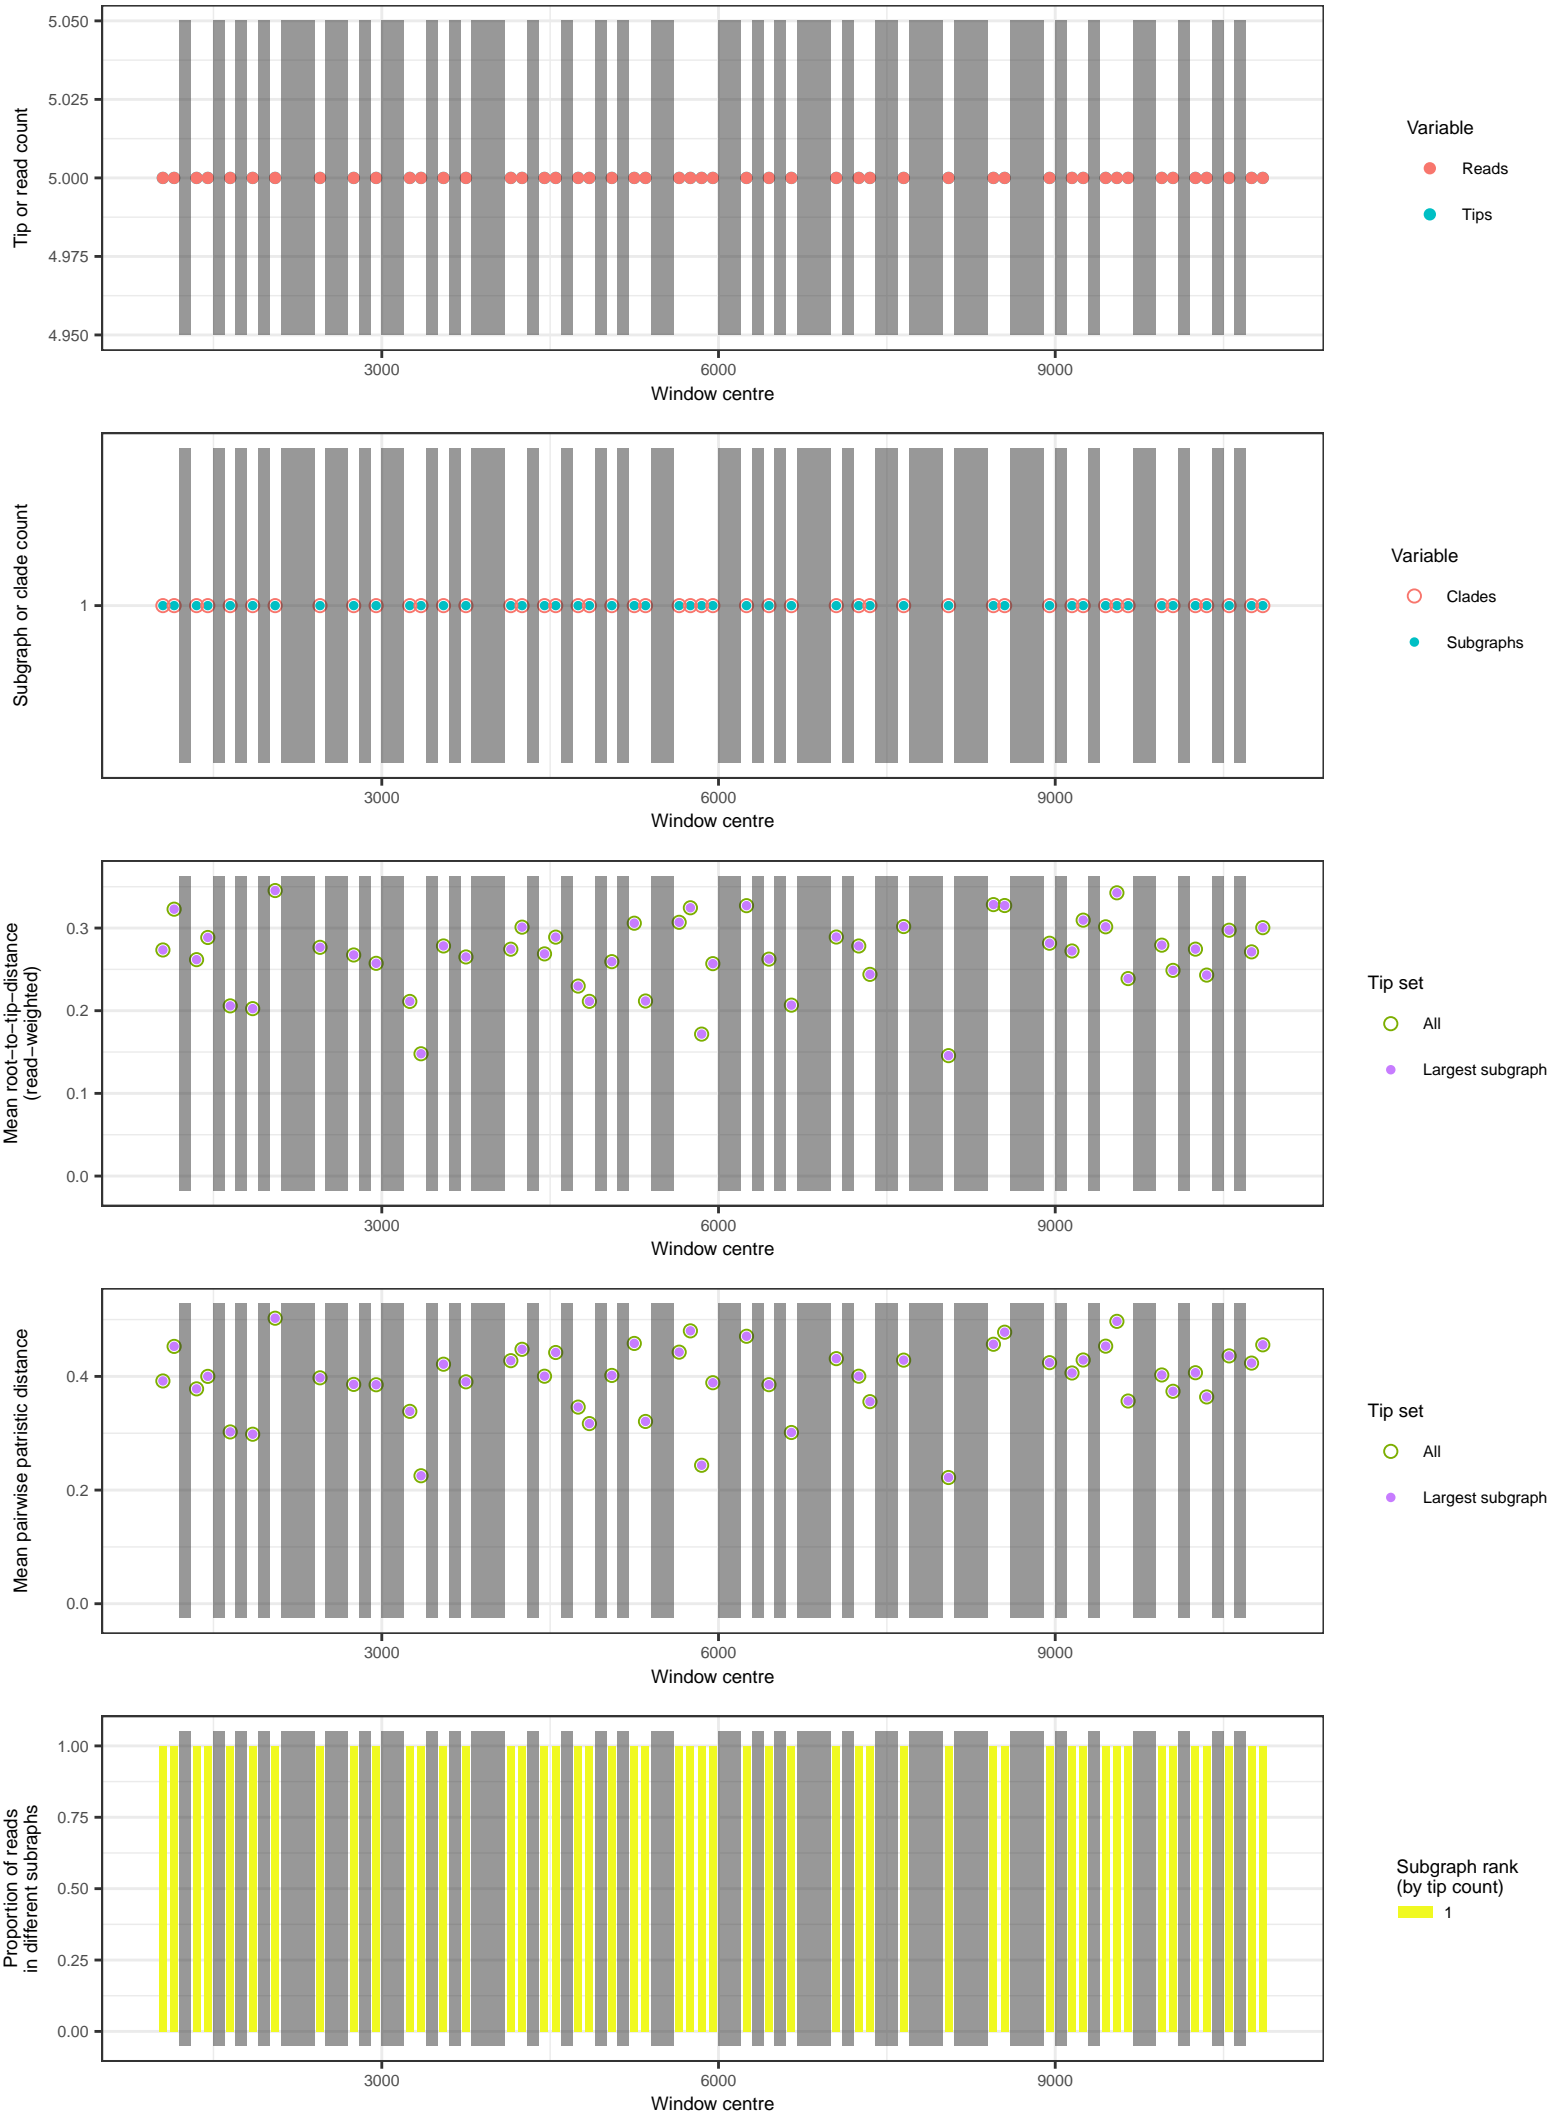 5.050
5.025
5.000
4.975
4.950
Tip or read count
3000
6000
9000
Window centre
Variable
Reads
Tips
1
Subgraph or clade count
3000
6000
9000
Window centre
Variable
Clades
Subgraphs
0.3
0.2
0.1
0.0
Mean root−to−tip−distance
(read−weighted)
3000
6000
9000
Window centre
Tip set
All
Largest subgraph
0.4
0.2
0.0
Mean pairwise patristic distance
3000
6000
9000
Window centre
Tip set
All
Largest subgraph
1.00
0.75
0.50
0.25
0.00
Proportion of reads
in different subraphs
3000
6000
9000
Window centre
Subgraph rank
(by tip count)
1